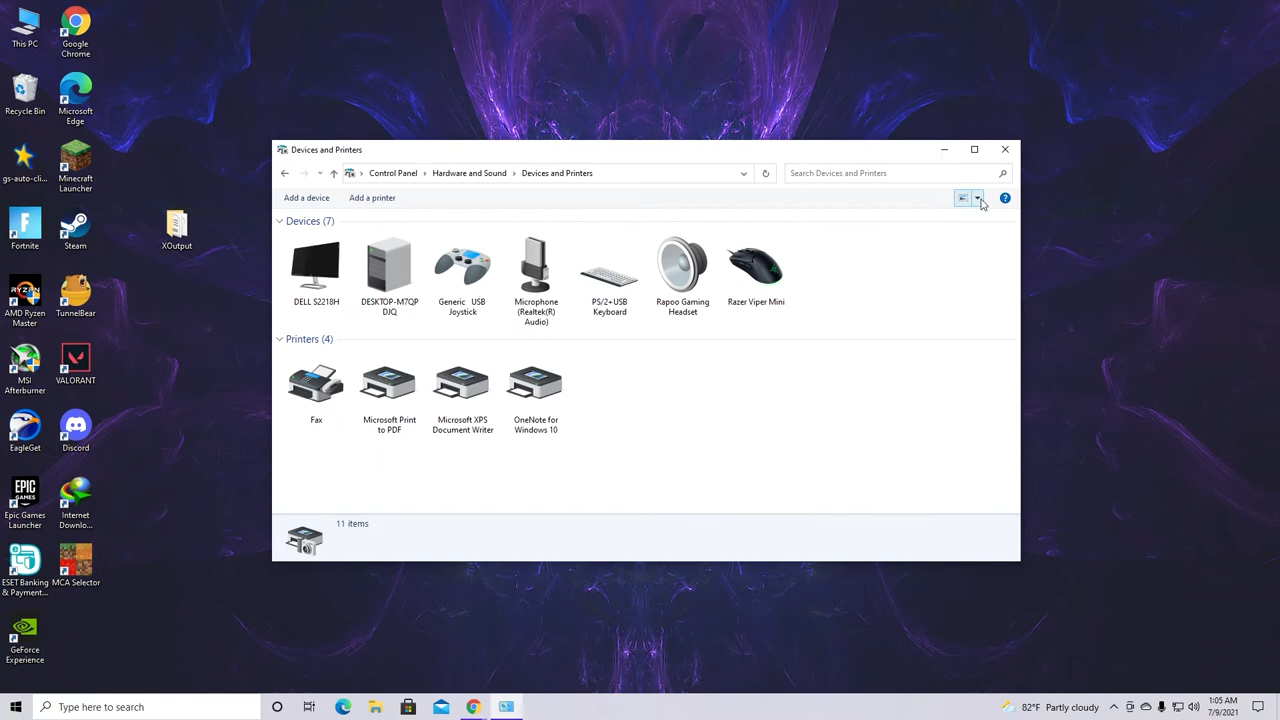 This PC
Google
Chrome
Recycle Bin
Microsoft
Edge
gs-auto-cli...
Minecraft
Launcher
Fortnite
Steam
XOutput
AMD Ryzen
Master
TunnelBear
MSI
Afterburner
VALORANT
EagleGet
Discord
Epic Games
Launcher
Internet
Downlo...
ESET Banking
& Payment...
MCA Selector
GeForce
Experience
Devices and Printers
Control Panel
Hardware and Sound
Devices and Printers
Search Devices and Printers
Add a device
Add a printer
Devices (7)
DELL S2218H
DESKTOP-M7QP
DJQ
Generic USB
Joystick
Microphone
(Realtek(R)
Audio)
PS/2+USB
Keyboard
Rapoo Gaming
Headset
Razer Viper Mini
Printers (4)
Fax
Microsoft Print
to PDF
Microsoft XPS
Document Writer
OneNote for
Windows 10
11 items
Type here to search
82°F Partly cloudy
1:05 AM
7/9/2021
RYZEN
EPIC
GAMES